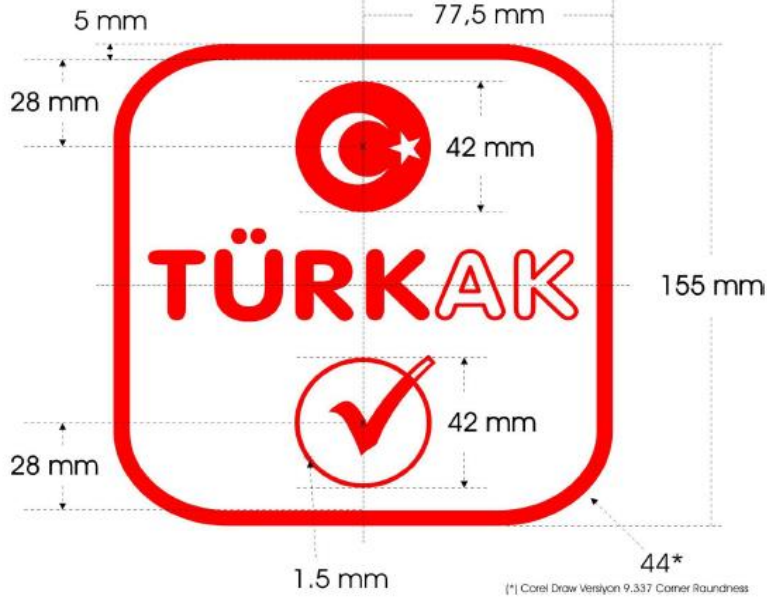 77,5 mm
5 mm
28 mm
42 mm
TÜRKAK
155 mm
42 mm
28 mm
1.5 mm
44*
(*) Corel Draw Versiyon 9.337 Corner Raundness